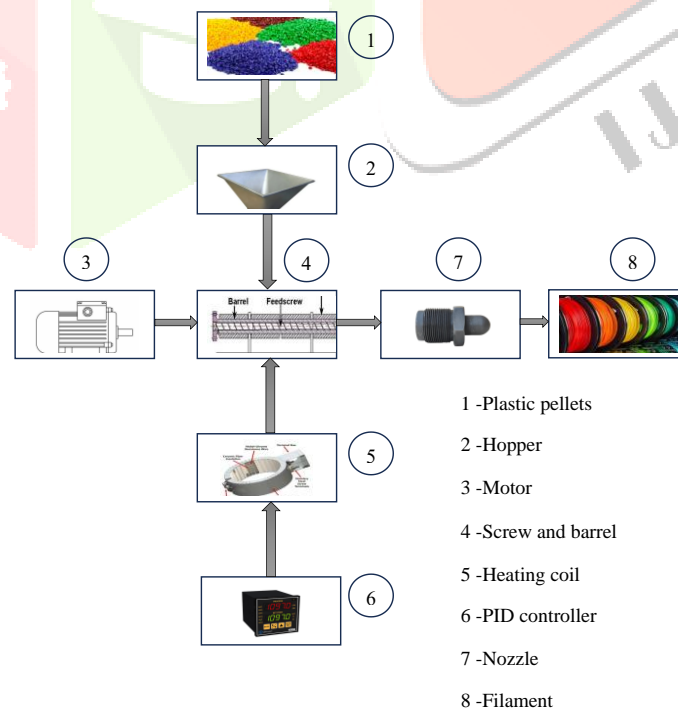 1
2
3
4
7
8
Barrel Feedscrew
5
6
1 -Plastic pellets
2 -Hopper
3 -Motor
4 -Screw and barrel
5 -Heating coil
6 -PID controller
7 -Nozzle
8 -Filament